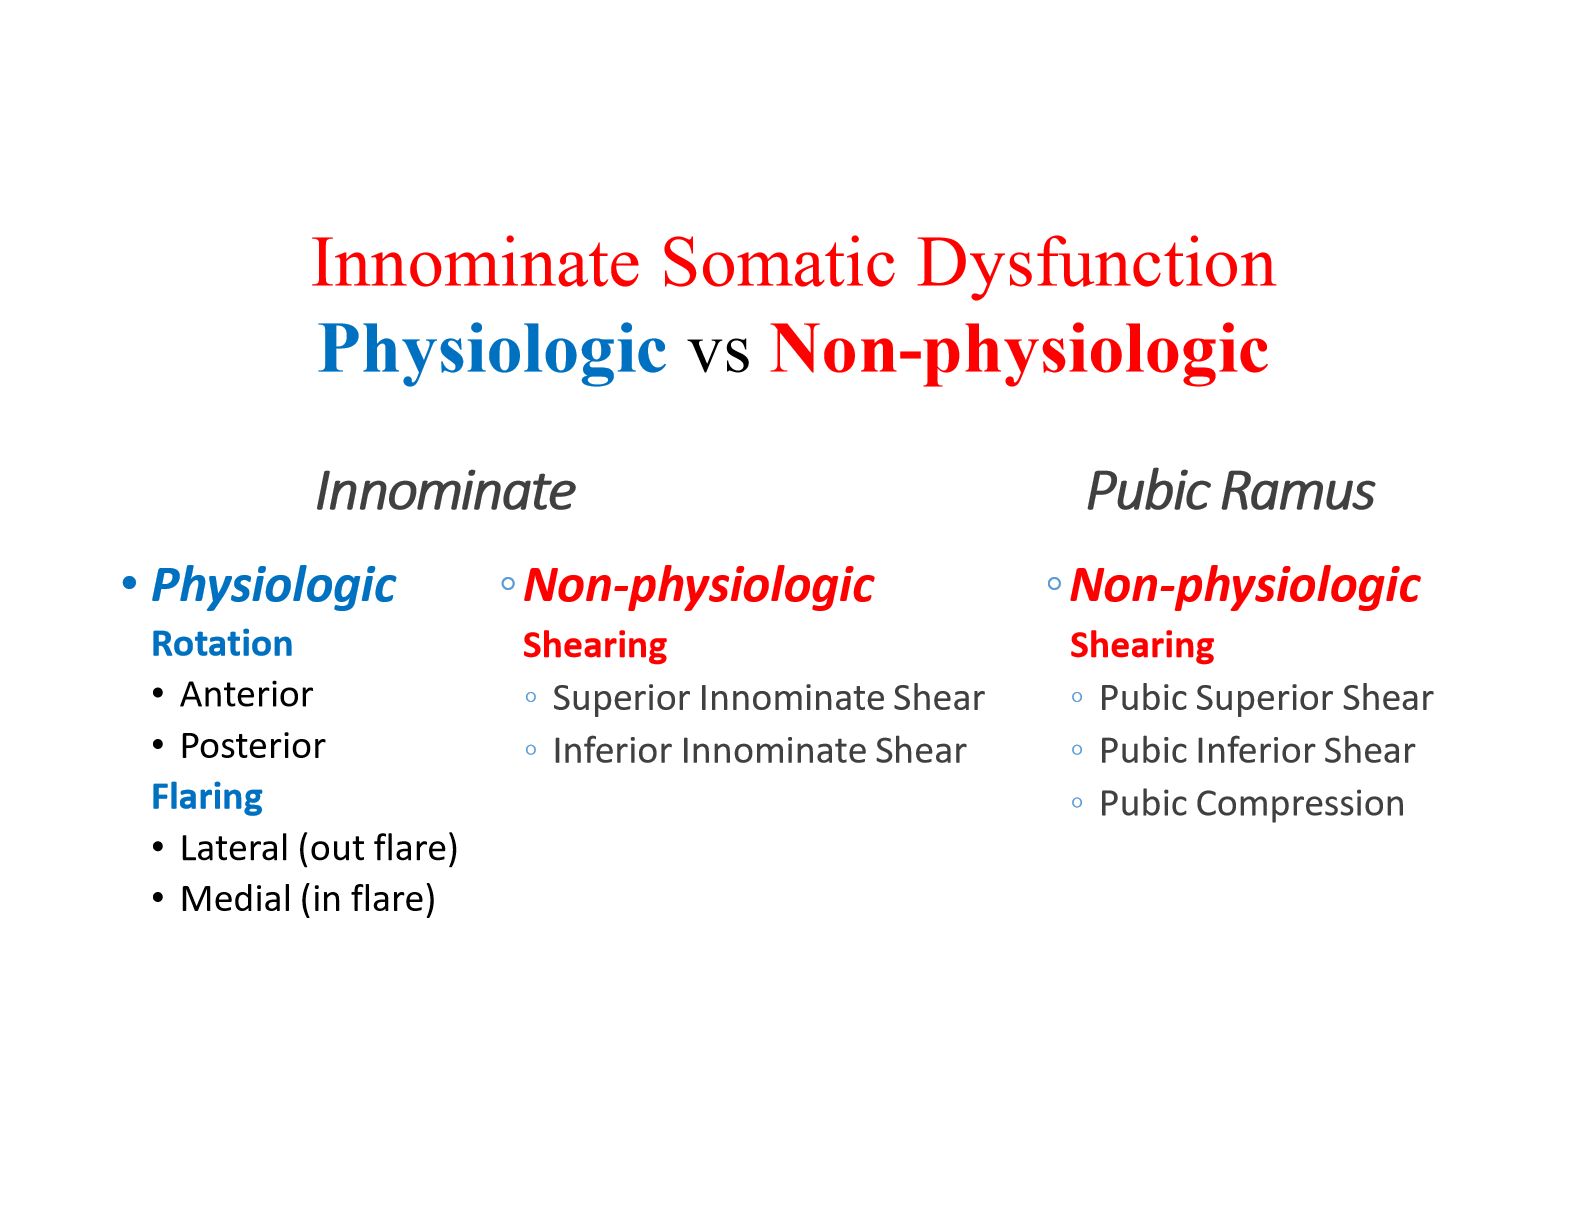 Innominate Somatic Dysfunction
Physiologic vs Non-physiologic
Innominate
• Physiologic
Rotation
• Anterior
• Posterior
Flaring
• Lateral (out flare)
• Medial (in flare)
◦ Non-physiologic
Shearing
◦ Superior Innominate Shear
◦ Inferior Innominate Shear
Pubic Ramus
◦ Non-physiologic
Shearing
◦ Pubic Superior Shear
◦ Pubic Inferior Shear
◦ Pubic Compression